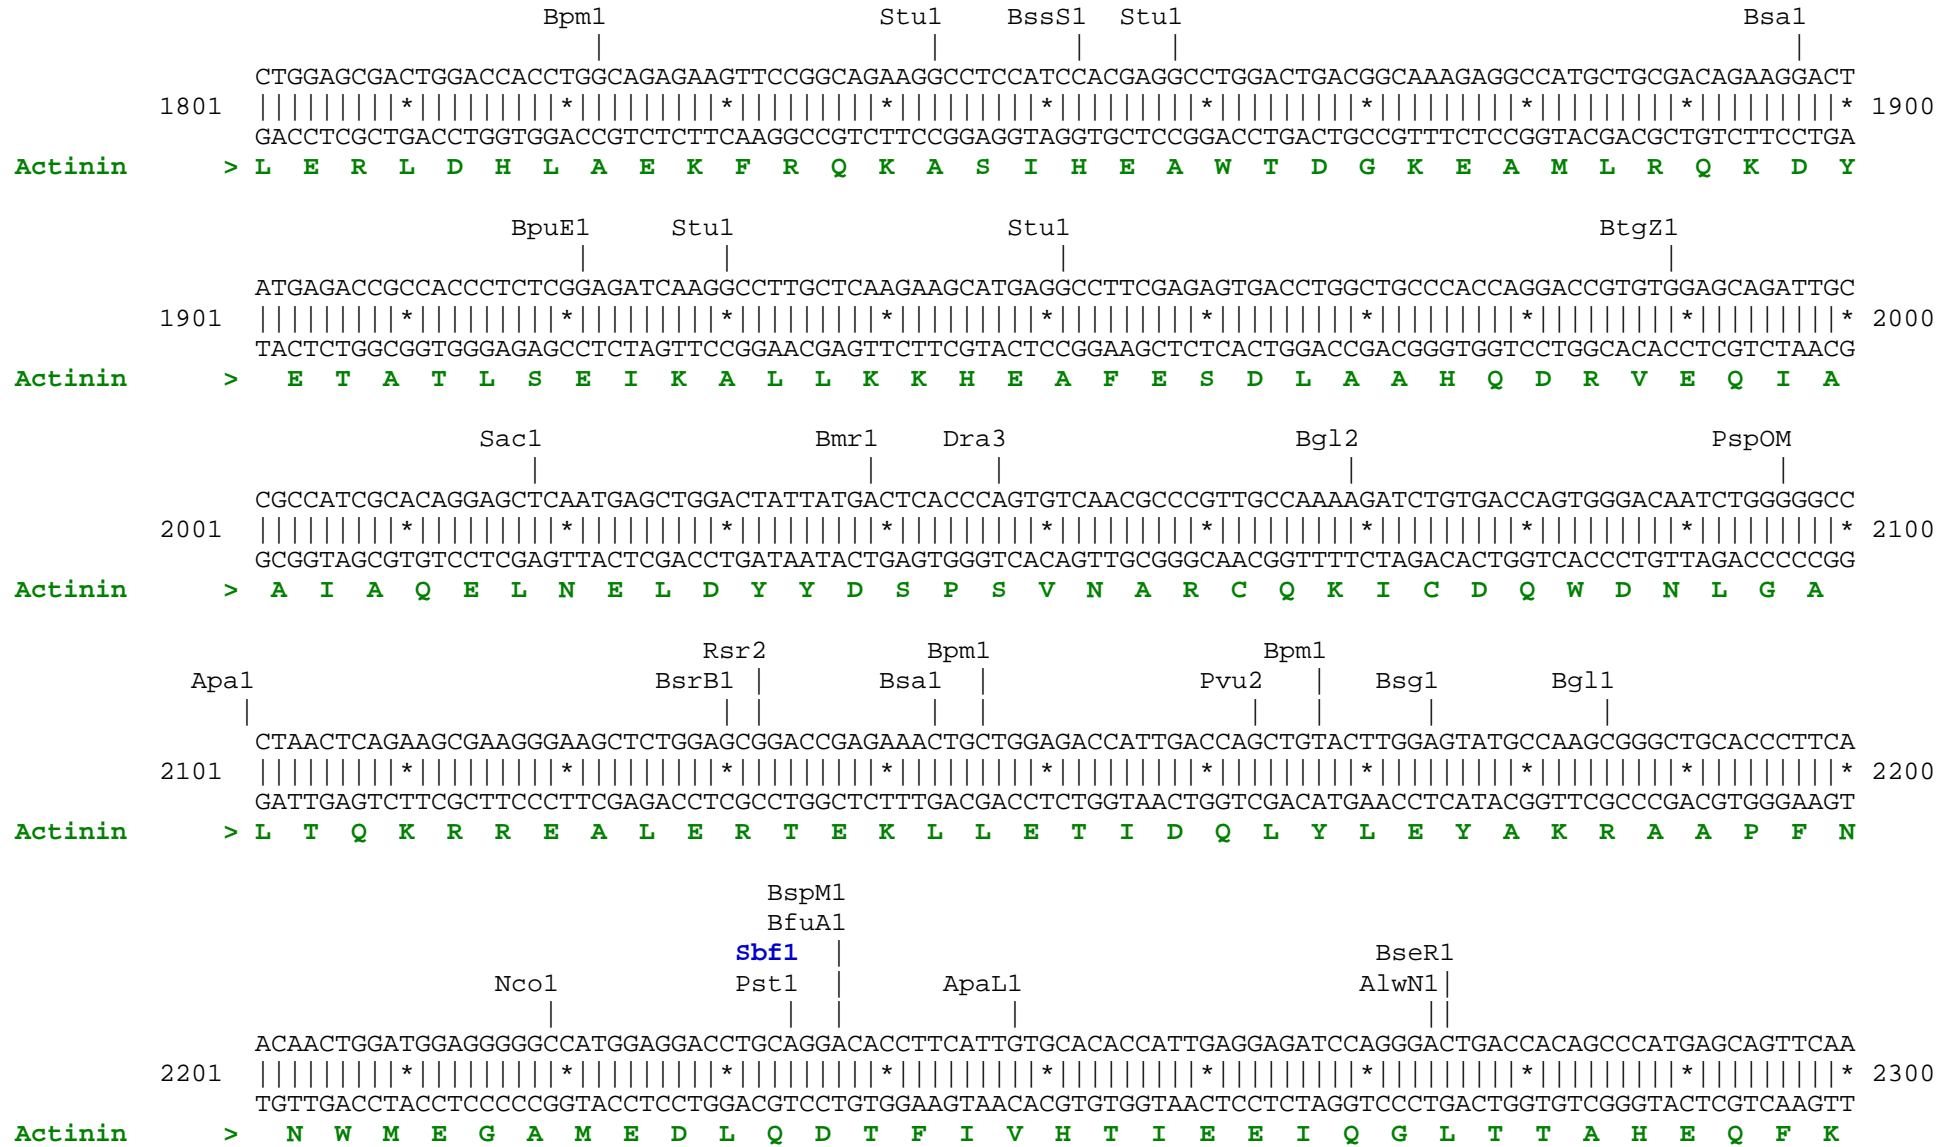 Bpm1 Stu1 BssS1 Stu1 Bsa1
CTGGAGCGACTGGACCACCTGGCAGAGAAGTTCCGGCAGAAGGCCTCCATCCACGAGGCCTGGACTGACGGCAAAGAGGCCATGCTGCGACAGAAGGACT
1801 |||||||||*|||||||||*|||||||||*|||||||||*|||||||||*|||||||||*|||||||||*|||||||||*|||||||||*|||||||||* 1900
GACCTCGCTGACCTGGTGGACCGTCTCTTCAAGGCCGTCTTCCGGAGGTAGGTGCTCCGGACCTGACTGCCGTTTCTCCGGTACGACGCTGTCTTCCTGA
Actinin > L E R L D H L A E K F R Q K A S I H E A W T D G K E A M L R Q K D Y
BpuE1 Stu1 Stu1 BtgZ1
ATGAGACCGCCACCCTCTCGGAGATCAAGGCCTTGCTCAAGAAGCATGAGGCCTTCGAGAGTGACCTGGCTGCCCACCAGGACCGTGTGGAGCAGATTGC
1901 |||||||||*|||||||||*|||||||||*|||||||||*|||||||||*|||||||||*|||||||||*|||||||||*|||||||||*|||||||||* 2000
TACTCTGGCGGTGGGAGAGCCTCTAGTTCCGGAACGAGTTCTTCGTACTCCGGAAGCTCTCACTGGACCGACGGGTGGTCCTGGCACACCTCGTCTAACG
Actinin > E T A T L S E I K A L L K K H E A F E S D L A A H Q D R V E Q I A
Sac1 Bmr1 Dra3 Bgl2 PspOM
CGCCATCGCACAGGAGCTCAATGAGCTGGACTATTATGACTCACCCAGTGTCAACGCCCGTTGCCAAAAGATCTGTGACCAGTGGGACAATCTGGGGGCC
2001 |||||||||*|||||||||*|||||||||*|||||||||*|||||||||*|||||||||*|||||||||*|||||||||*|||||||||*|||||||||* 2100
GCGGTAGCGTGTCCTCGAGTTACTCGACCTGATAATACTGAGTGGGTCACAGTTGCGGGCAACGGTTTTCTAGACACTGGTCACCCTGTTAGACCCCCGG
Actinin > A I A Q E L N E L D Y Y D S P S V N A R C Q K I C D Q W D N L G A
Rsr2 Bpm1 Bpm1
Apa1 BsrB1 | Bsa1 | Pvu2 | Bsg1 Bgl1
CTAACTCAGAAGCGAAGGGAAGCTCTGGAGCGGACCGAGAAACTGCTGGAGACCATTGACCAGCTGTACTTGGAGTATGCCAAGCGGGCTGCACCCTTCA
2101 |||||||||*|||||||||*|||||||||*|||||||||*|||||||||*|||||||||*|||||||||*|||||||||*|||||||||*|||||||||* 2200
GATTGAGTCTTCGCTTCCCTTCGAGACCTCGCCTGGCTCTTTGACGACCTCTGGTAACTGGTCGACATGAACCTCATACGGTTCGCCCGACGTGGGAAGT
Actinin > L T Q K R R E A L E R T E K L L E T I D Q L Y L E Y A K R A A P F N
BspM1
BfuA1
Sbf1 | BseR1
Nco1 Pst1 | ApaL1 AlwN1|
ACAACTGGATGGAGGGGGCCATGGAGGACCTGCAGGACACCTTCATTGTGCACACCATTGAGGAGATCCAGGGACTGACCACAGCCCATGAGCAGTTCAA
2201 |||||||||*|||||||||*|||||||||*|||||||||*|||||||||*|||||||||*|||||||||*|||||||||*|||||||||*|||||||||* 2300
TGTTGACCTACCTCCCCCGGTACCTCCTGGACGTCCTGTGGAAGTAACACGTGTGGTAACTCCTCTAGGTCCCTGACTGGTGTCGGGTACTCGTCAAGTT
Actinin > N W M E G A M E D L Q D T F I V H T I E E I Q G L T T A H E Q F K